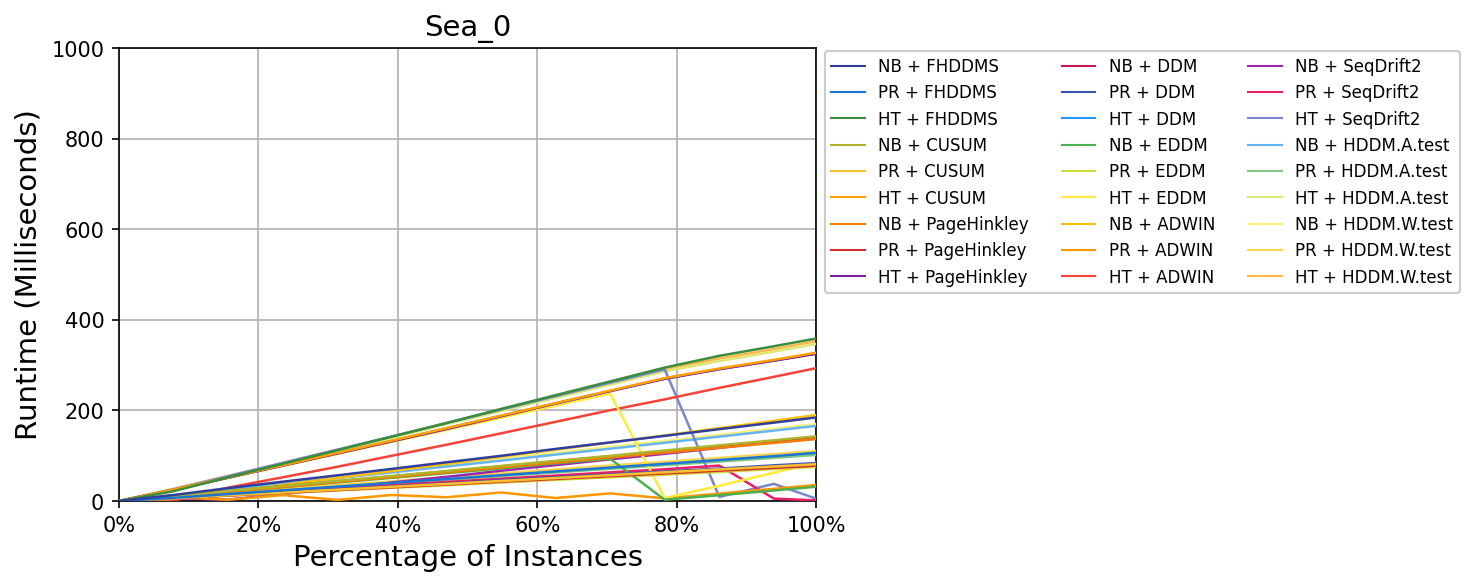 Sea_0
1000
800
600
400
200
0
Runtime (Milliseconds)
0%
20%
40%
60%
80%
100%
Percentage of Instances
NB + FHDDMS
PR + FHDDMS
HT + FHDDMS
NB + CUSUM
PR + CUSUM
HT + CUSUM
NB + PageHinkley
PR + PageHinkley
HT + PageHinkley
NB + DDM
PR + DDM
HT + DDM
NB + EDDM
PR + EDDM
HT + EDDM
NB + ADWIN
PR + ADWIN
HT + ADWIN
NB + SeqDrift2
PR + SeqDrift2
HT + SeqDrift2
NB + HDDM.A.test
PR + HDDM.A.test
HT + HDDM.A.test
NB + HDDM.W.test
PR + HDDM.W.test
HT + HDDM.W.test